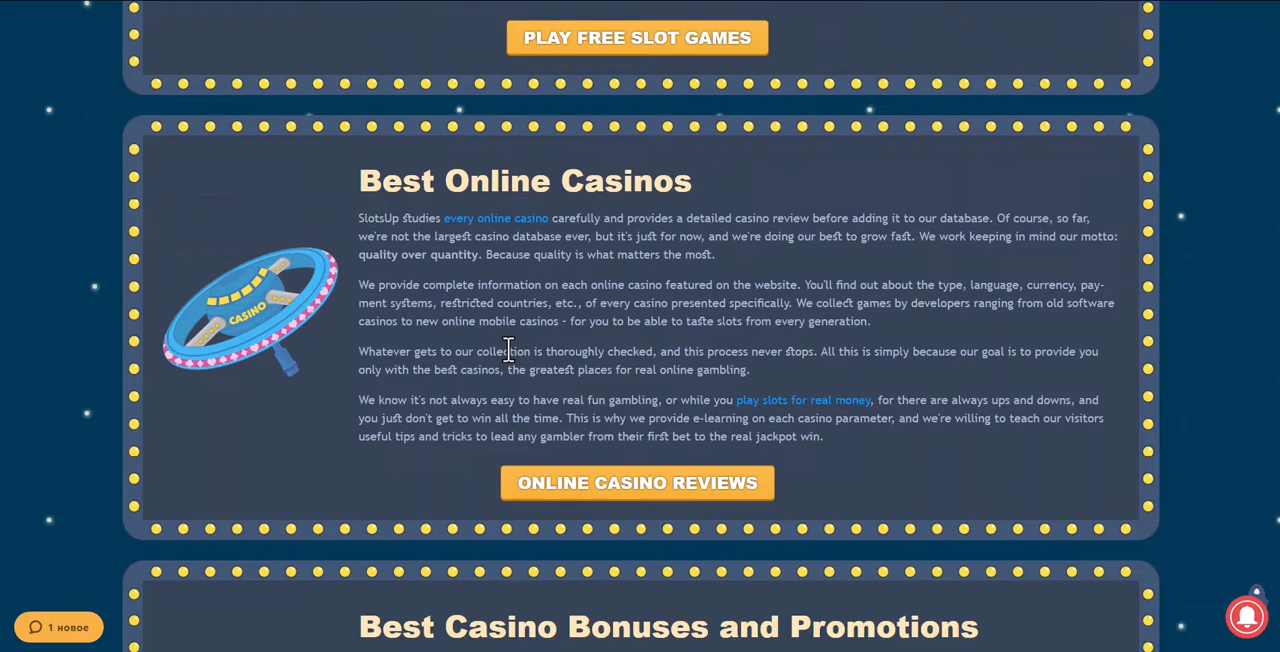 PLAY FREE SLOT GAMES
Best Online Casinos
SlotsUp studies every online casino carefully and provides a detailed casino review before adding it to our database. Of course, so far,
we're not the largest casino database ever, but it's just for now, and we're doing our best to grow fast. We work keeping in mind our motto:
quality over quantity. Because quality is what matters the most.
We provide complete information on each online casino featured on the website. You'll find out about the type, language, currency, pay-
ment systems, restricted countries, etc., of every casino presented specifically. We collect games by developers ranging from old software
casinos to new online mobile casinos - for you to be able to taste slots from every generation.
CASINO
Whatever gets to our collection is thoroughly checked, and this process never stops. All this is simply because our goal is to provide you
only with the best casinos, the greatest places for real online gambling.
We know it's not always easy to have real fun gambling, or while you play slots for real money, for there are always ups and downs, and
you just don't get to win all the time. This is why we provide e-learning on each casino parameter, and we're willing to teach our visitors
useful tips and tricks to lead any gambler from their first bet to the real jackpot win.
ONLINE CASINO REVIEWS
Best Casino Bonuses and Promotions
1 новое